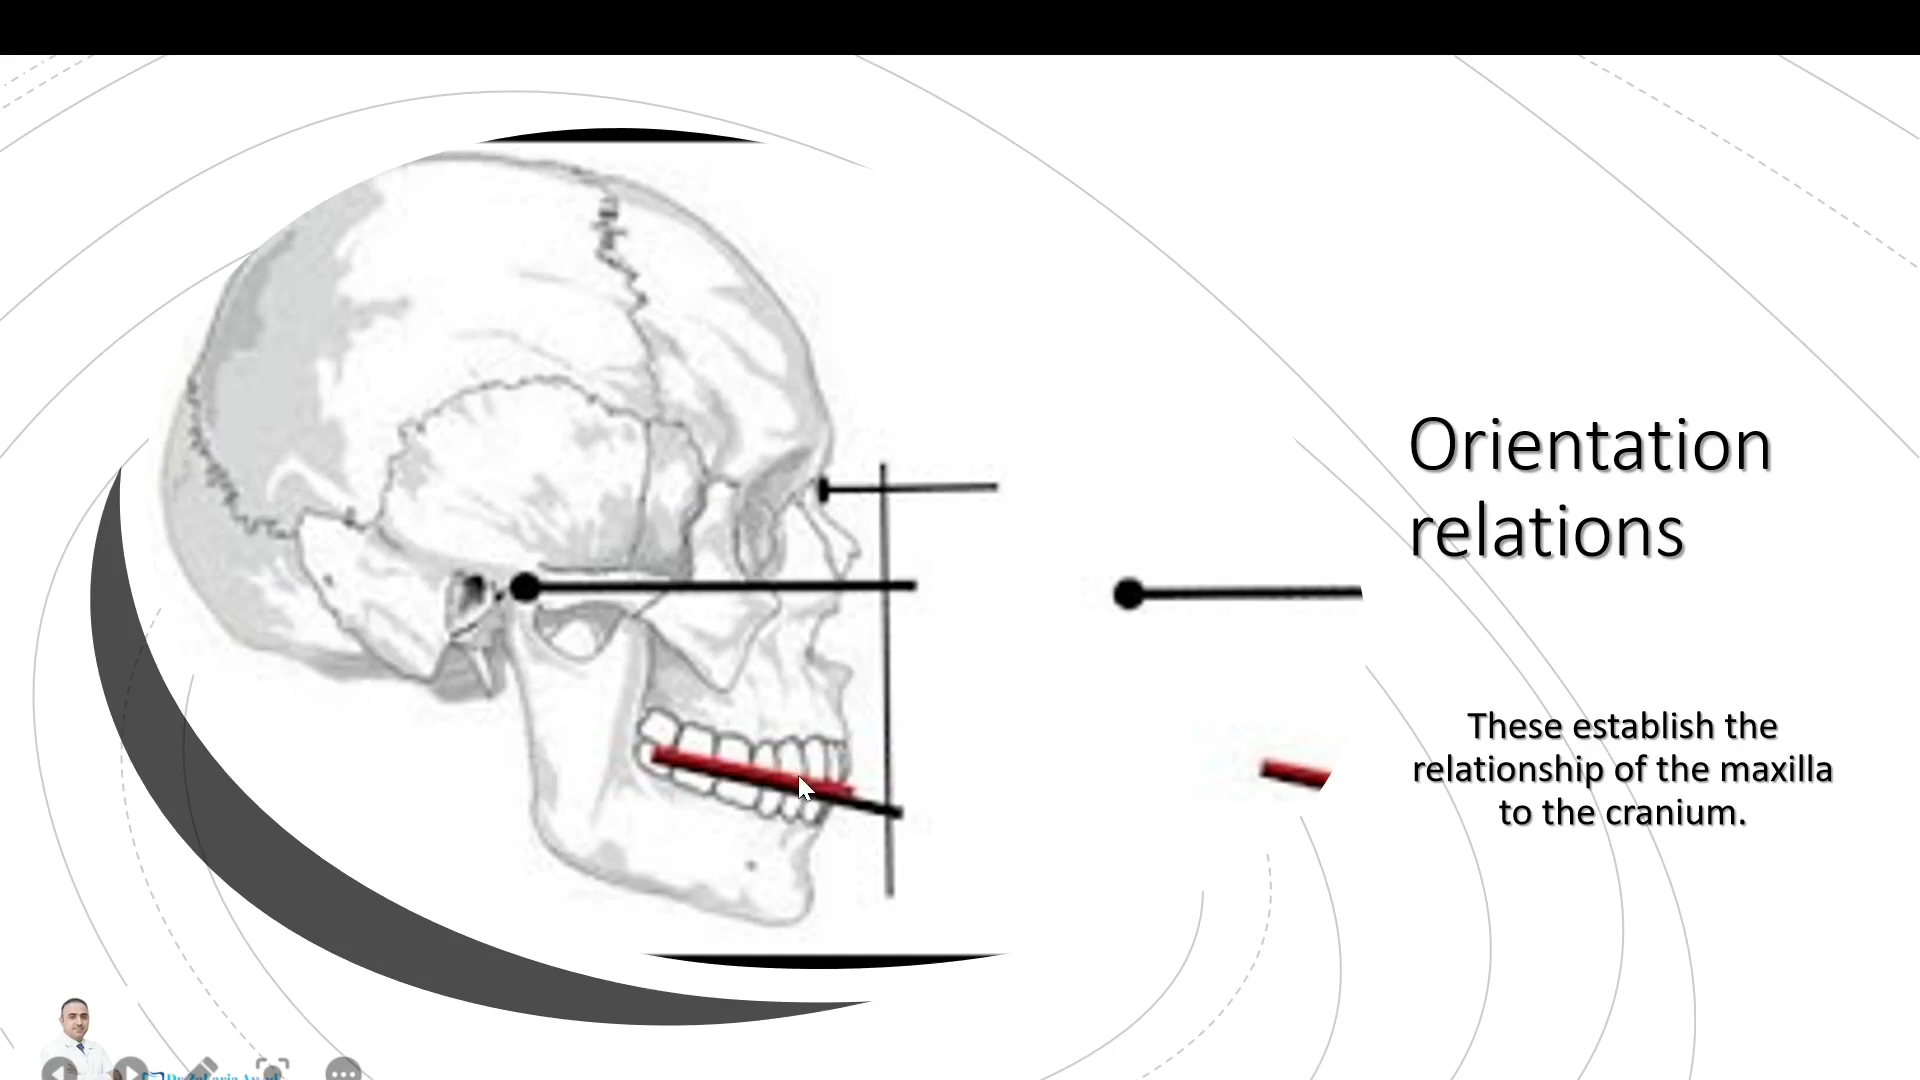 Orientation
relations
These establish the
relationship of the maxilla
to the cranium.